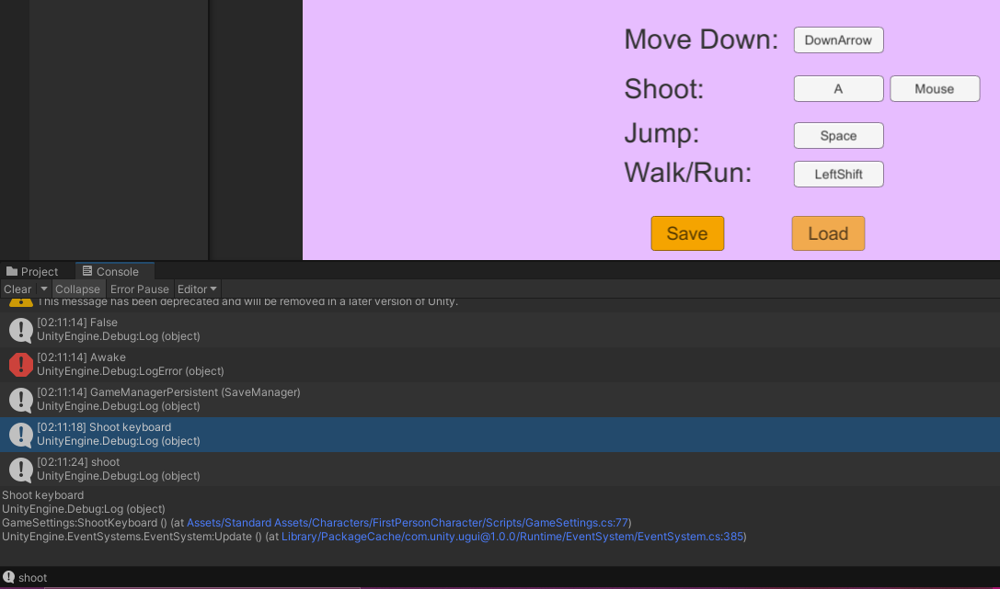 Move Down: DownArrow
Shoot: A Mouse
Jump: Space
Walk/Run: LeftShift
Save Load
Project Console
Clear Collapse Error Pause Editor
This message has been deprecated and will be removed in a later version of Unity.
[02:11:14] False
UnityEngine.Debug:Log (object)
[02:11:14] Awake
UnityEngine.Debug:LogError (object)
[02:11:14] GameManagerPersistent (SaveManager)
UnityEngine.Debug:Log (object)
[02:11:18] Shoot keyboard
UnityEngine.Debug:Log (object)
[02:11:24] shoot
UnityEngine.Debug:Log (object)
Shoot keyboard
UnityEngine.Debug:Log (object)
GameSettings:ShootKeyboard () (at Assets/Standard Assets/Characters/FirstPersonCharacter/Scripts/GameSettings.cs:77)
UnityEngine.EventSystems.EventSystem:Update () (at Library/PackageCache/com.unity.ugui@1.0.0/Runtime/EventSystem/EventSystem.cs:385)
shoot